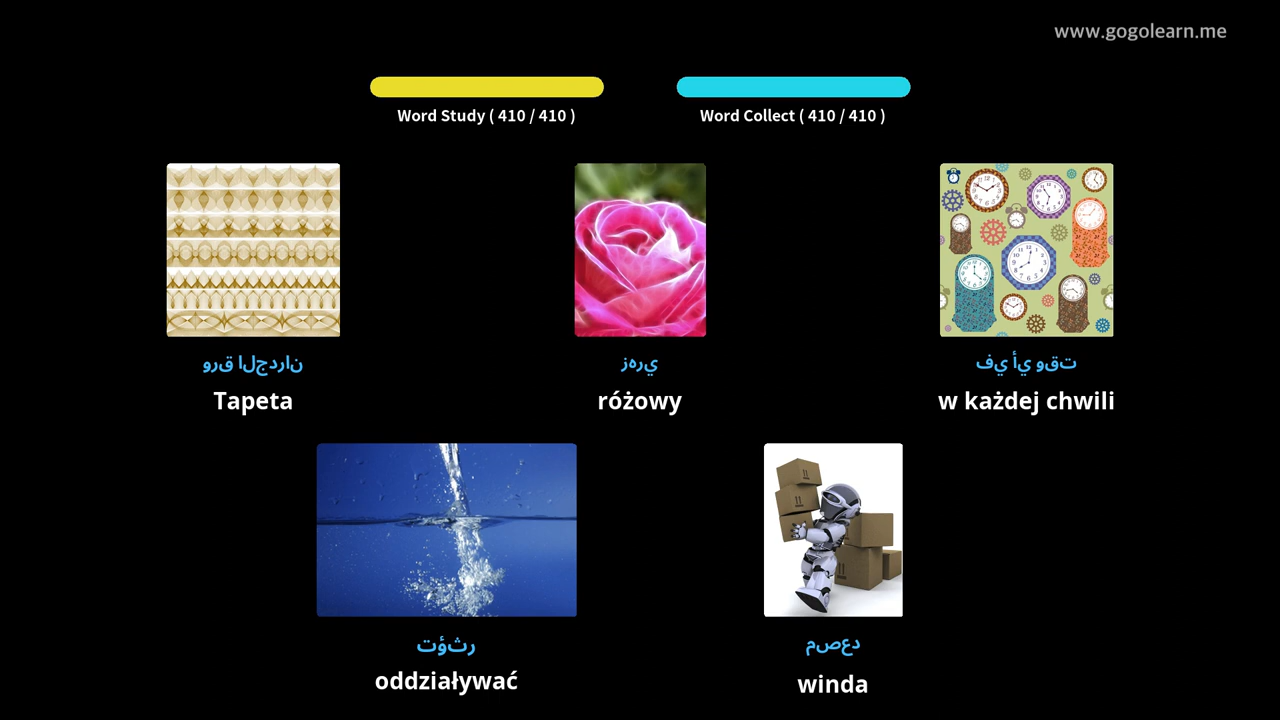 www.gogolearn.me
Word Study ( 410 / 410 )
Word Collect ( 410 / 410 )
ورق الجدران
Tapeta
زهري
różowy
في أي وقت
w każdej chwili
تؤثر
oddziaływać
مصعد
winda